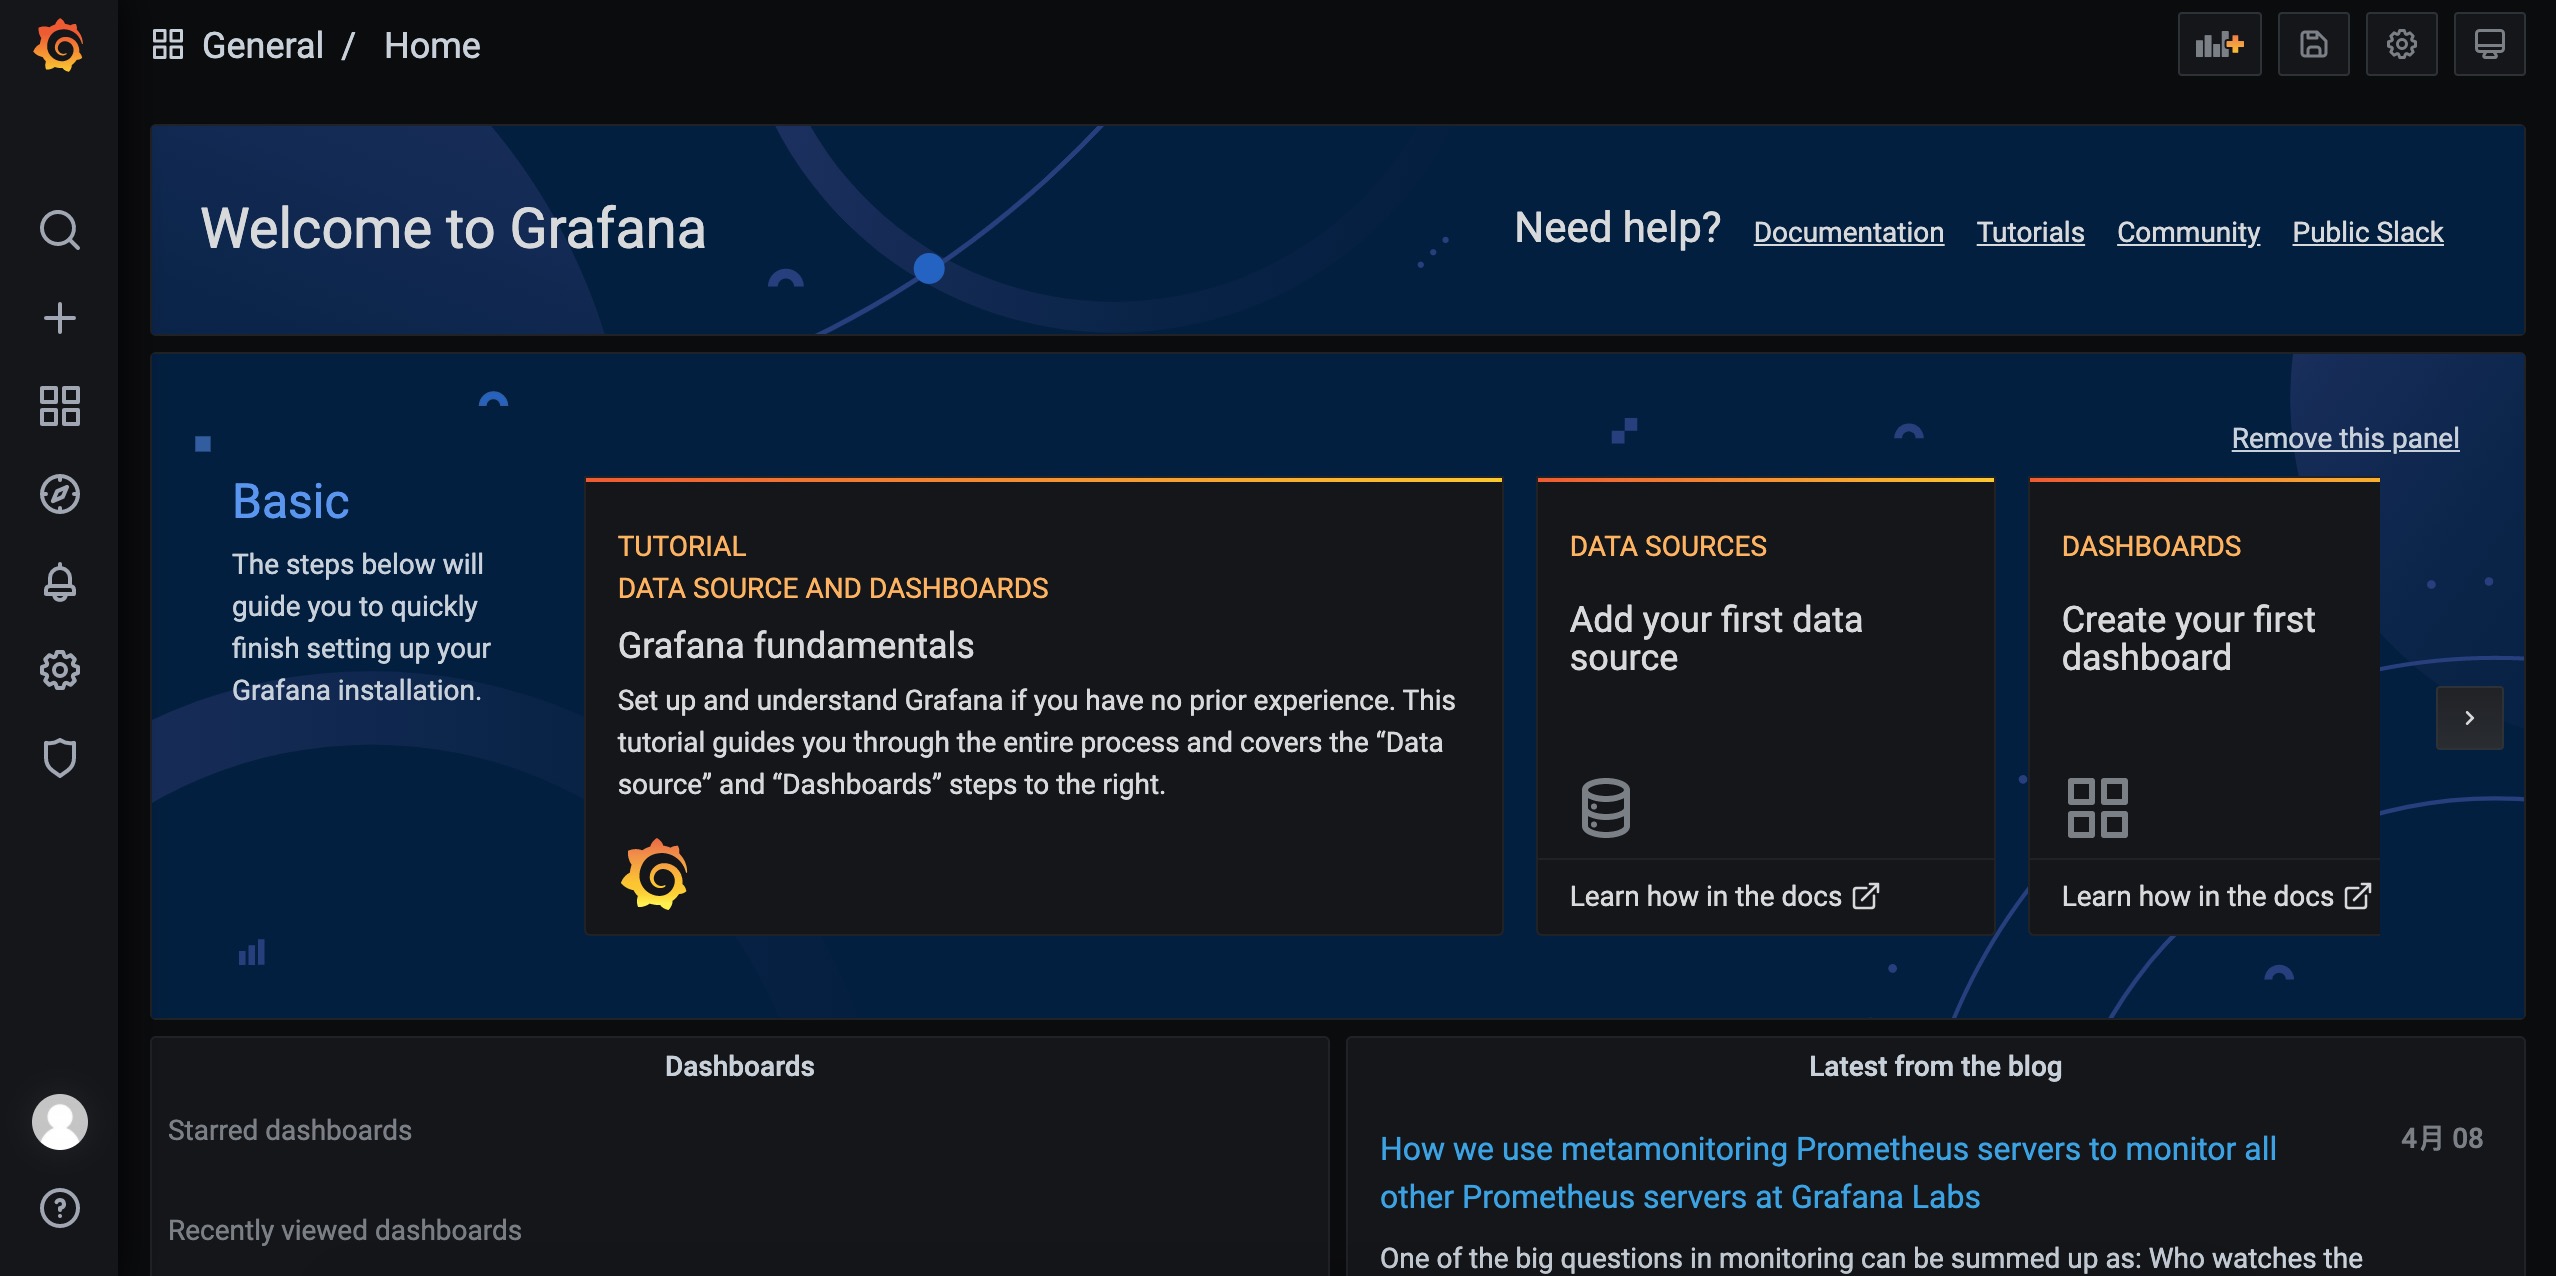 General / Home
Welcome to Grafana
Need help? Documentation Tutorials Community Public Slack
Remove this panel
Basic
The steps below will
guide you to quickly
finish setting up your
Grafana installation.
TUTORIAL
DATA SOURCE AND DASHBOARDS
Grafana fundamentals
Set up and understand Grafana if you have no prior experience. This
tutorial guides you through the entire process and covers the “Data
source” and “Dashboards” steps to the right.
DATA SOURCES
Add your first data
source
Learn how in the docs
DASHBOARDS
Create your first
dashboard
Learn how in the docs
Dashboards
Starred dashboards
Recently viewed dashboards
Latest from the blog
How we use metamonitoring Prometheus servers to monitor all
other Prometheus servers at Grafana Labs
4月 08
One of the big questions in monitoring can be summed up as: Who watches the